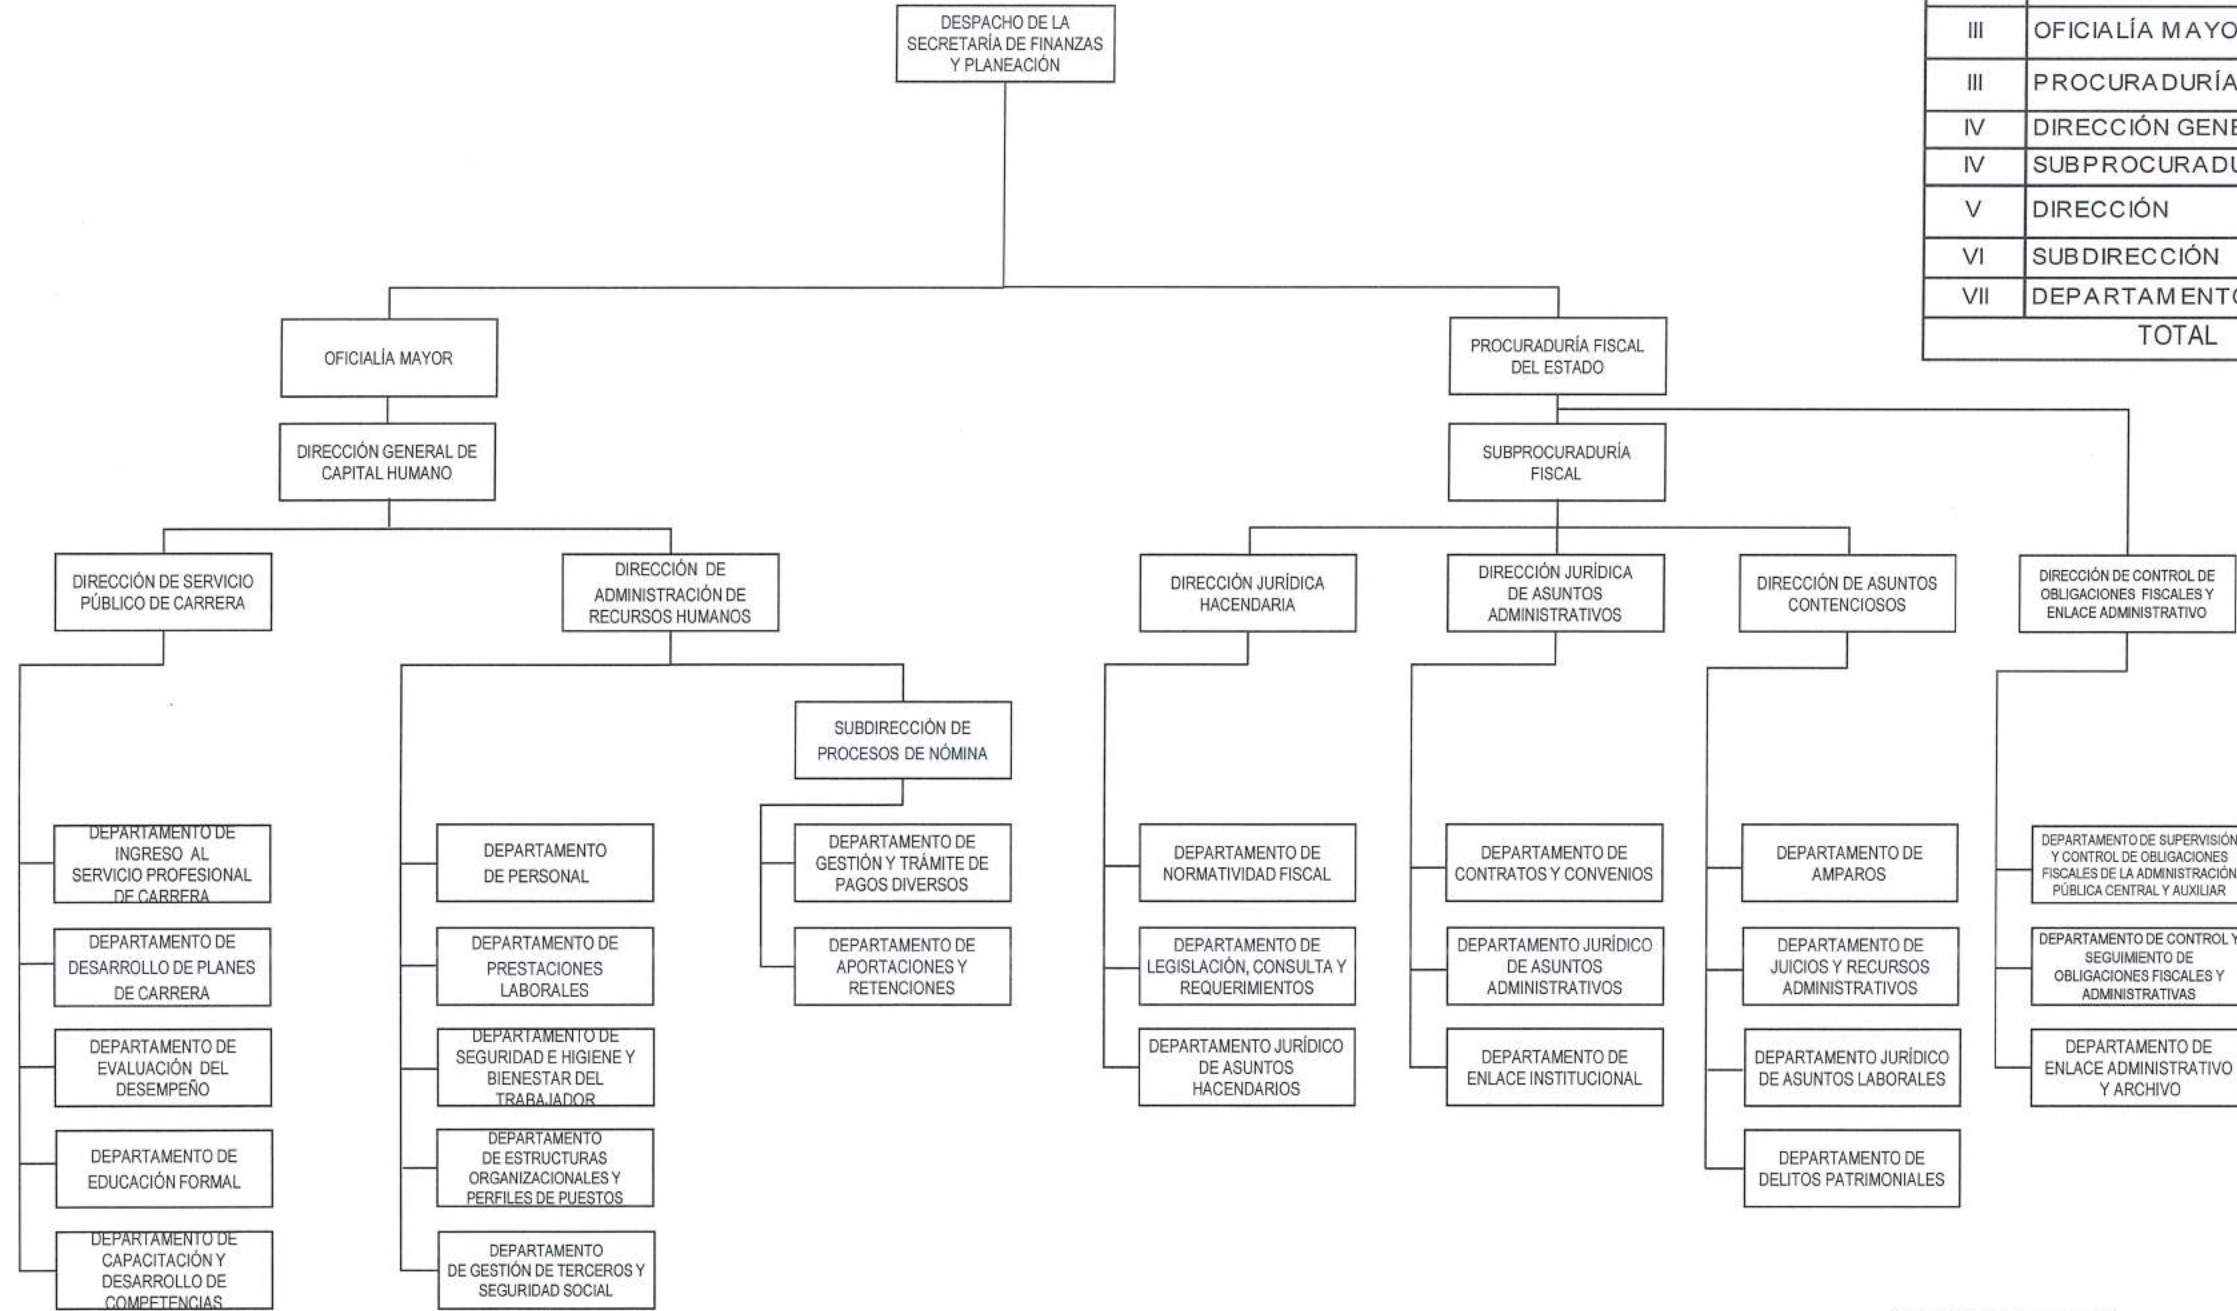 DESPACHO DE LA
SECRETARÍA DE FINANZAS
Y PLANEACIÓN
III OFICIALÍA MAYO
III PROCURADURÍA
IV DIRECCIÓN GENE
IV SUBPROCURADU
V DIRECCIÓN
VI SUBDIRECCIÓN
VII DEPARTAMENTO
TOTAL
OFICIALÍA MAYOR
PROCURADURÍA FISCAL
DEL ESTADO
DIRECCIÓN GENERAL DE
CAPITAL HUMANO
SUBPROCURADURÍA
FISCAL
DIRECCIÓN DE SERVICIO
PÚBLICO DE CARRERA
DIRECCIÓN DE
ADMINISTRACIÓN DE
RECURSOS HUMANOS
DIRECCIÓN JURÍDICA
HACENDARIA
DIRECCIÓN JURÍDICA
DE ASUNTOS
ADMINISTRATIVOS
DIRECCIÓN DE ASUNTOS
CONTENCIOSOS
DIRECCIÓN DE CONTROL DE
OBLIGACIONES FISCALES Y
ENLACE ADMINISTRATIVO
SUBDIRECCIÓN DE
PROCESOS DE NÓMINA
DEPARTAMENTO DE
INGRESO AL
SERVICIO PROFESIONAL
DE CARRERA
DEPARTAMENTO
DE PERSONAL
DEPARTAMENTO DE
GESTIÓN Y TRÁMITE DE
PAGOS DIVERSOS
DEPARTAMENTO DE
NORMATIVIDAD FISCAL
DEPARTAMENTO DE
CONTRATOS Y CONVENIOS
DEPARTAMENTO DE
AMPAROS
DEPARTAMENTO DE SUPERVISIÓN
Y CONTROL DE OBLIGACIONES
FISCALES DE LA ADMINISTRACIÓN
PÚBLICA CENTRAL Y AUXILIAR
DEPARTAMENTO DE
DESARROLLO DE PLANES
DE CARRERA
DEPARTAMENTO DE
PRESTACIONES
LABORALES
DEPARTAMENTO DE
APORTACIONES Y
RETENCIONES
DEPARTAMENTO DE
LEGISLACIÓN, CONSULTA Y
REQUERIMIENTOS
DEPARTAMENTO JURÍDICO
DE ASUNTOS
ADMINISTRATIVOS
DEPARTAMENTO DE
JUICIOS Y RECURSOS
ADMINISTRATIVOS
DEPARTAMENTO DE CONTROL Y
SEGUIMIENTO DE
OBLIGACIONES FISCALES Y
ADMINISTRATIVAS
DEPARTAMENTO DE
EVALUACIÓN DEL
DESEMPEÑO
DEPARTAMENTO DE
SEGURIDAD E HIGIENE Y
BIENESTAR DEL
TRABAJADOR
DEPARTAMENTO JURÍDICO
DE ASUNTOS
HACENDARIOS
DEPARTAMENTO DE
ENLACE INSTITUCIONAL
DEPARTAMENTO JURÍDICO
DE ASUNTOS LABORALES
DEPARTAMENTO DE
ENLACE ADMINISTRATIVO
Y ARCHIVO
DEPARTAMENTO DE
EDUCACIÓN FORMAL
DEPARTAMENTO
DE ESTRUCTURAS
ORGANIZACIONALES Y
PERFILES DE PUESTOS
DEPARTAMENTO DE
DELITOS PATRIMONIALES
DEPARTAMENTO DE
CAPACITACIÓN Y
DESARROLLO DE
COMPETENCIAS
DEPARTAMENTO
DE GESTIÓN DE TERCEROS Y
SEGURIDAD SOCIAL